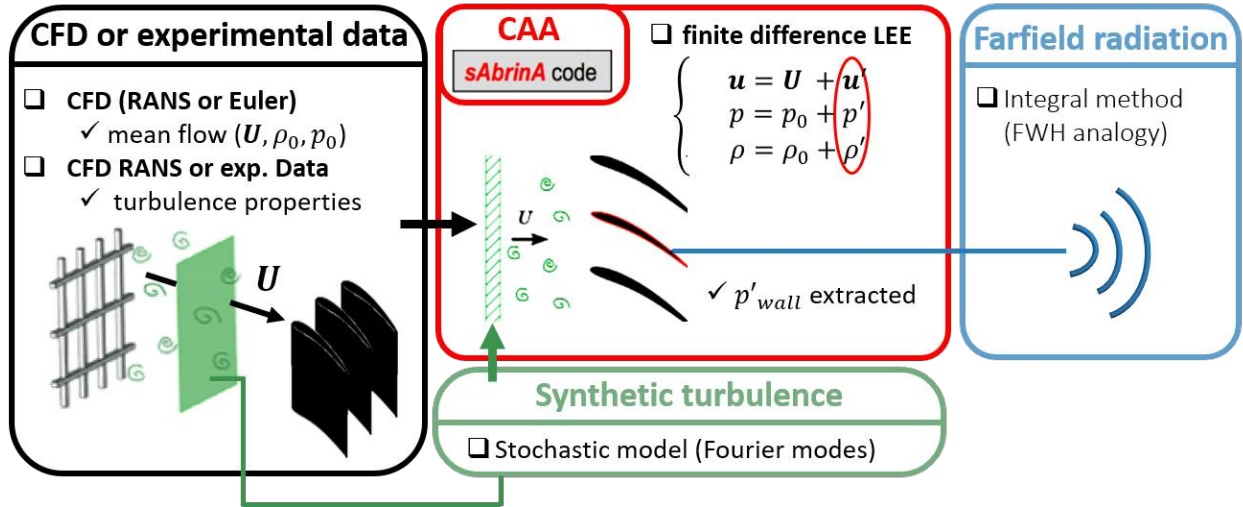 CFD or experimental data
❑ CFD (RANS or Euler)
✓ mean flow (𝑼, ρ₀, p₀)
❑ CFD RANS or exp. Data
✓ turbulence properties
𝑼
CAA
sAbrinA code
❑ finite difference LEE
𝒖 = 𝑼 + 𝒖′
p = p₀ + p′
ρ = ρ₀ + ρ′
𝑼
✓ p′wall extracted
Farfield radiation
❑ Integral method
(FWH analogy)
Synthetic turbulence
❑ Stochastic model (Fourier modes)